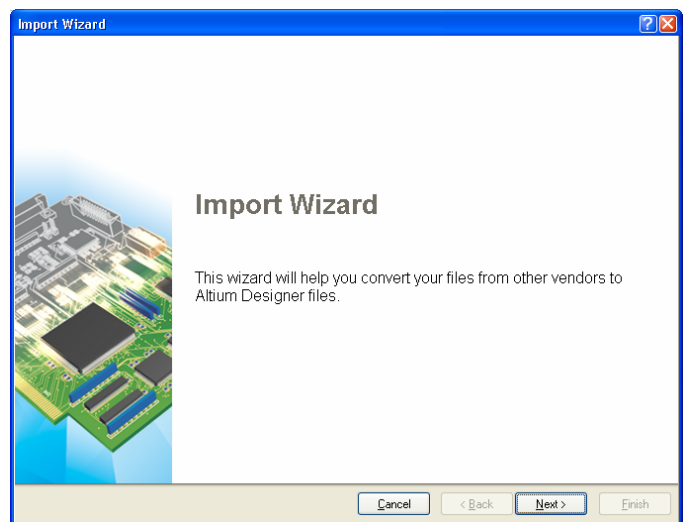 Import Wizard
Import Wizard
This wizard will help you convert your files from other vendors to
Altium Designer files.
Cancel
< Back
Next >
Finish